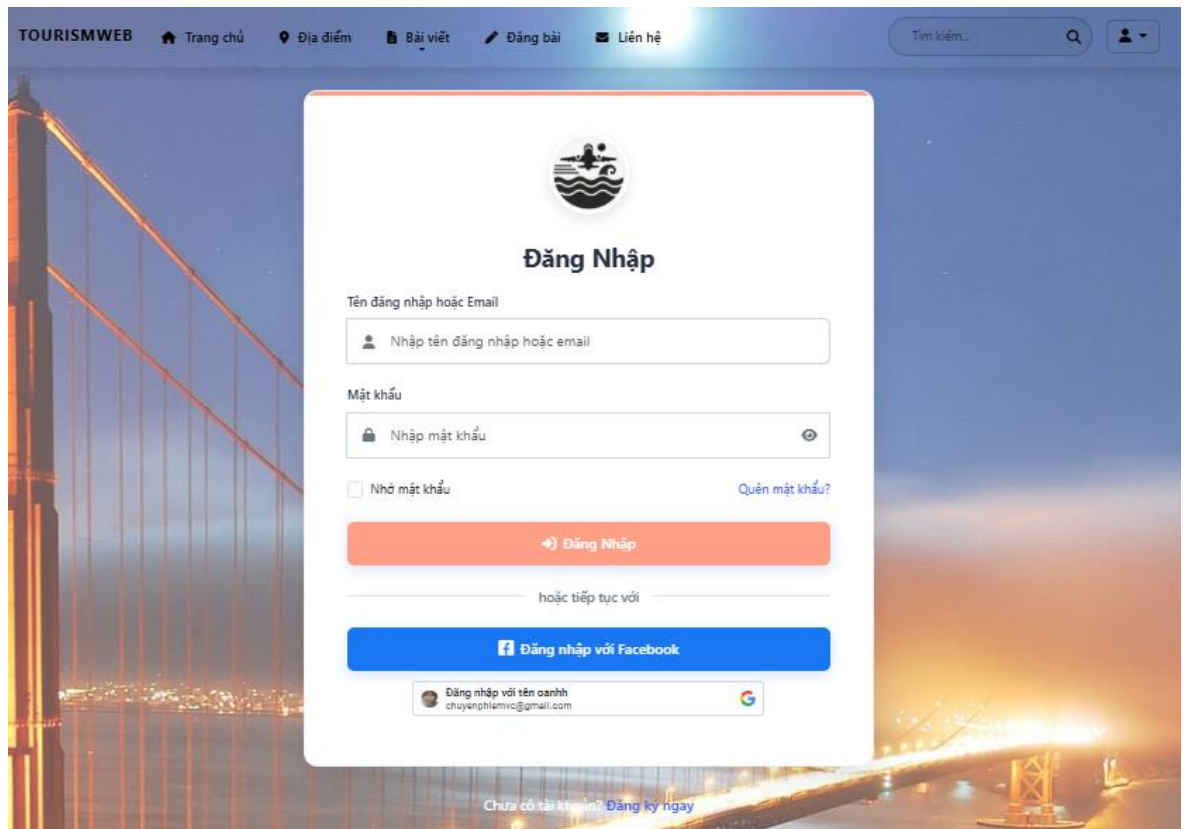 TOURISMWEB Trang chủ Địa điểm Bài viết Đăng bài Liên hệ Tìm kiếm...
Đăng Nhập
Tên đăng nhập hoặc Email
Nhập tên đăng nhập hoặc email
Mật khẩu
Nhập mật khẩu
Nhớ mật khẩu Quên mật khẩu?
Đăng Nhập
hoặc tiếp tục với
Đăng nhập với Facebook
Đăng nhập với tên oanhh
chuyenphiemvc@gmail.com
Chưa có tài khoản? Đăng ký ngay